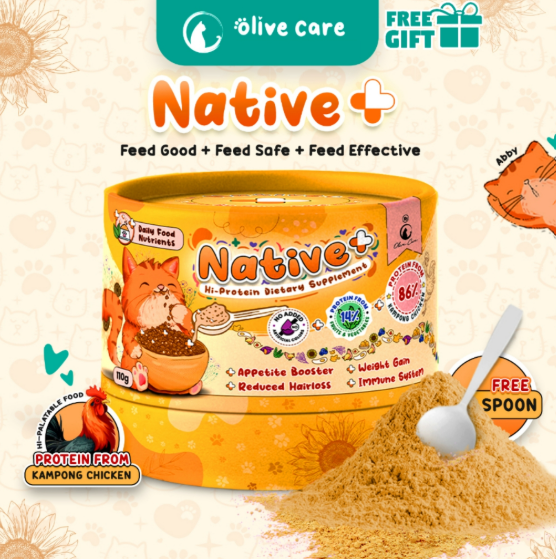 Olive Care
FREE
GIFT
Native+
Feed Good + Feed Safe + Feed Effective
Abby
Daily Food
Nutrients
Native+
Hi-Protein Dietary Supplement
NO ADDED
PROTEIN FROM
14%
FRUITS & VEGETABLES
PROTEIN FROM
86%
KAMPONG CHICKEN
+ Appetite Booster
+ Reduced Hairloss
+ Weight Gain
+ Immune System
110g
HI-PALATABLE FOOD
PROTEIN FROM
KAMPONG CHICKEN
FREE
SPOON